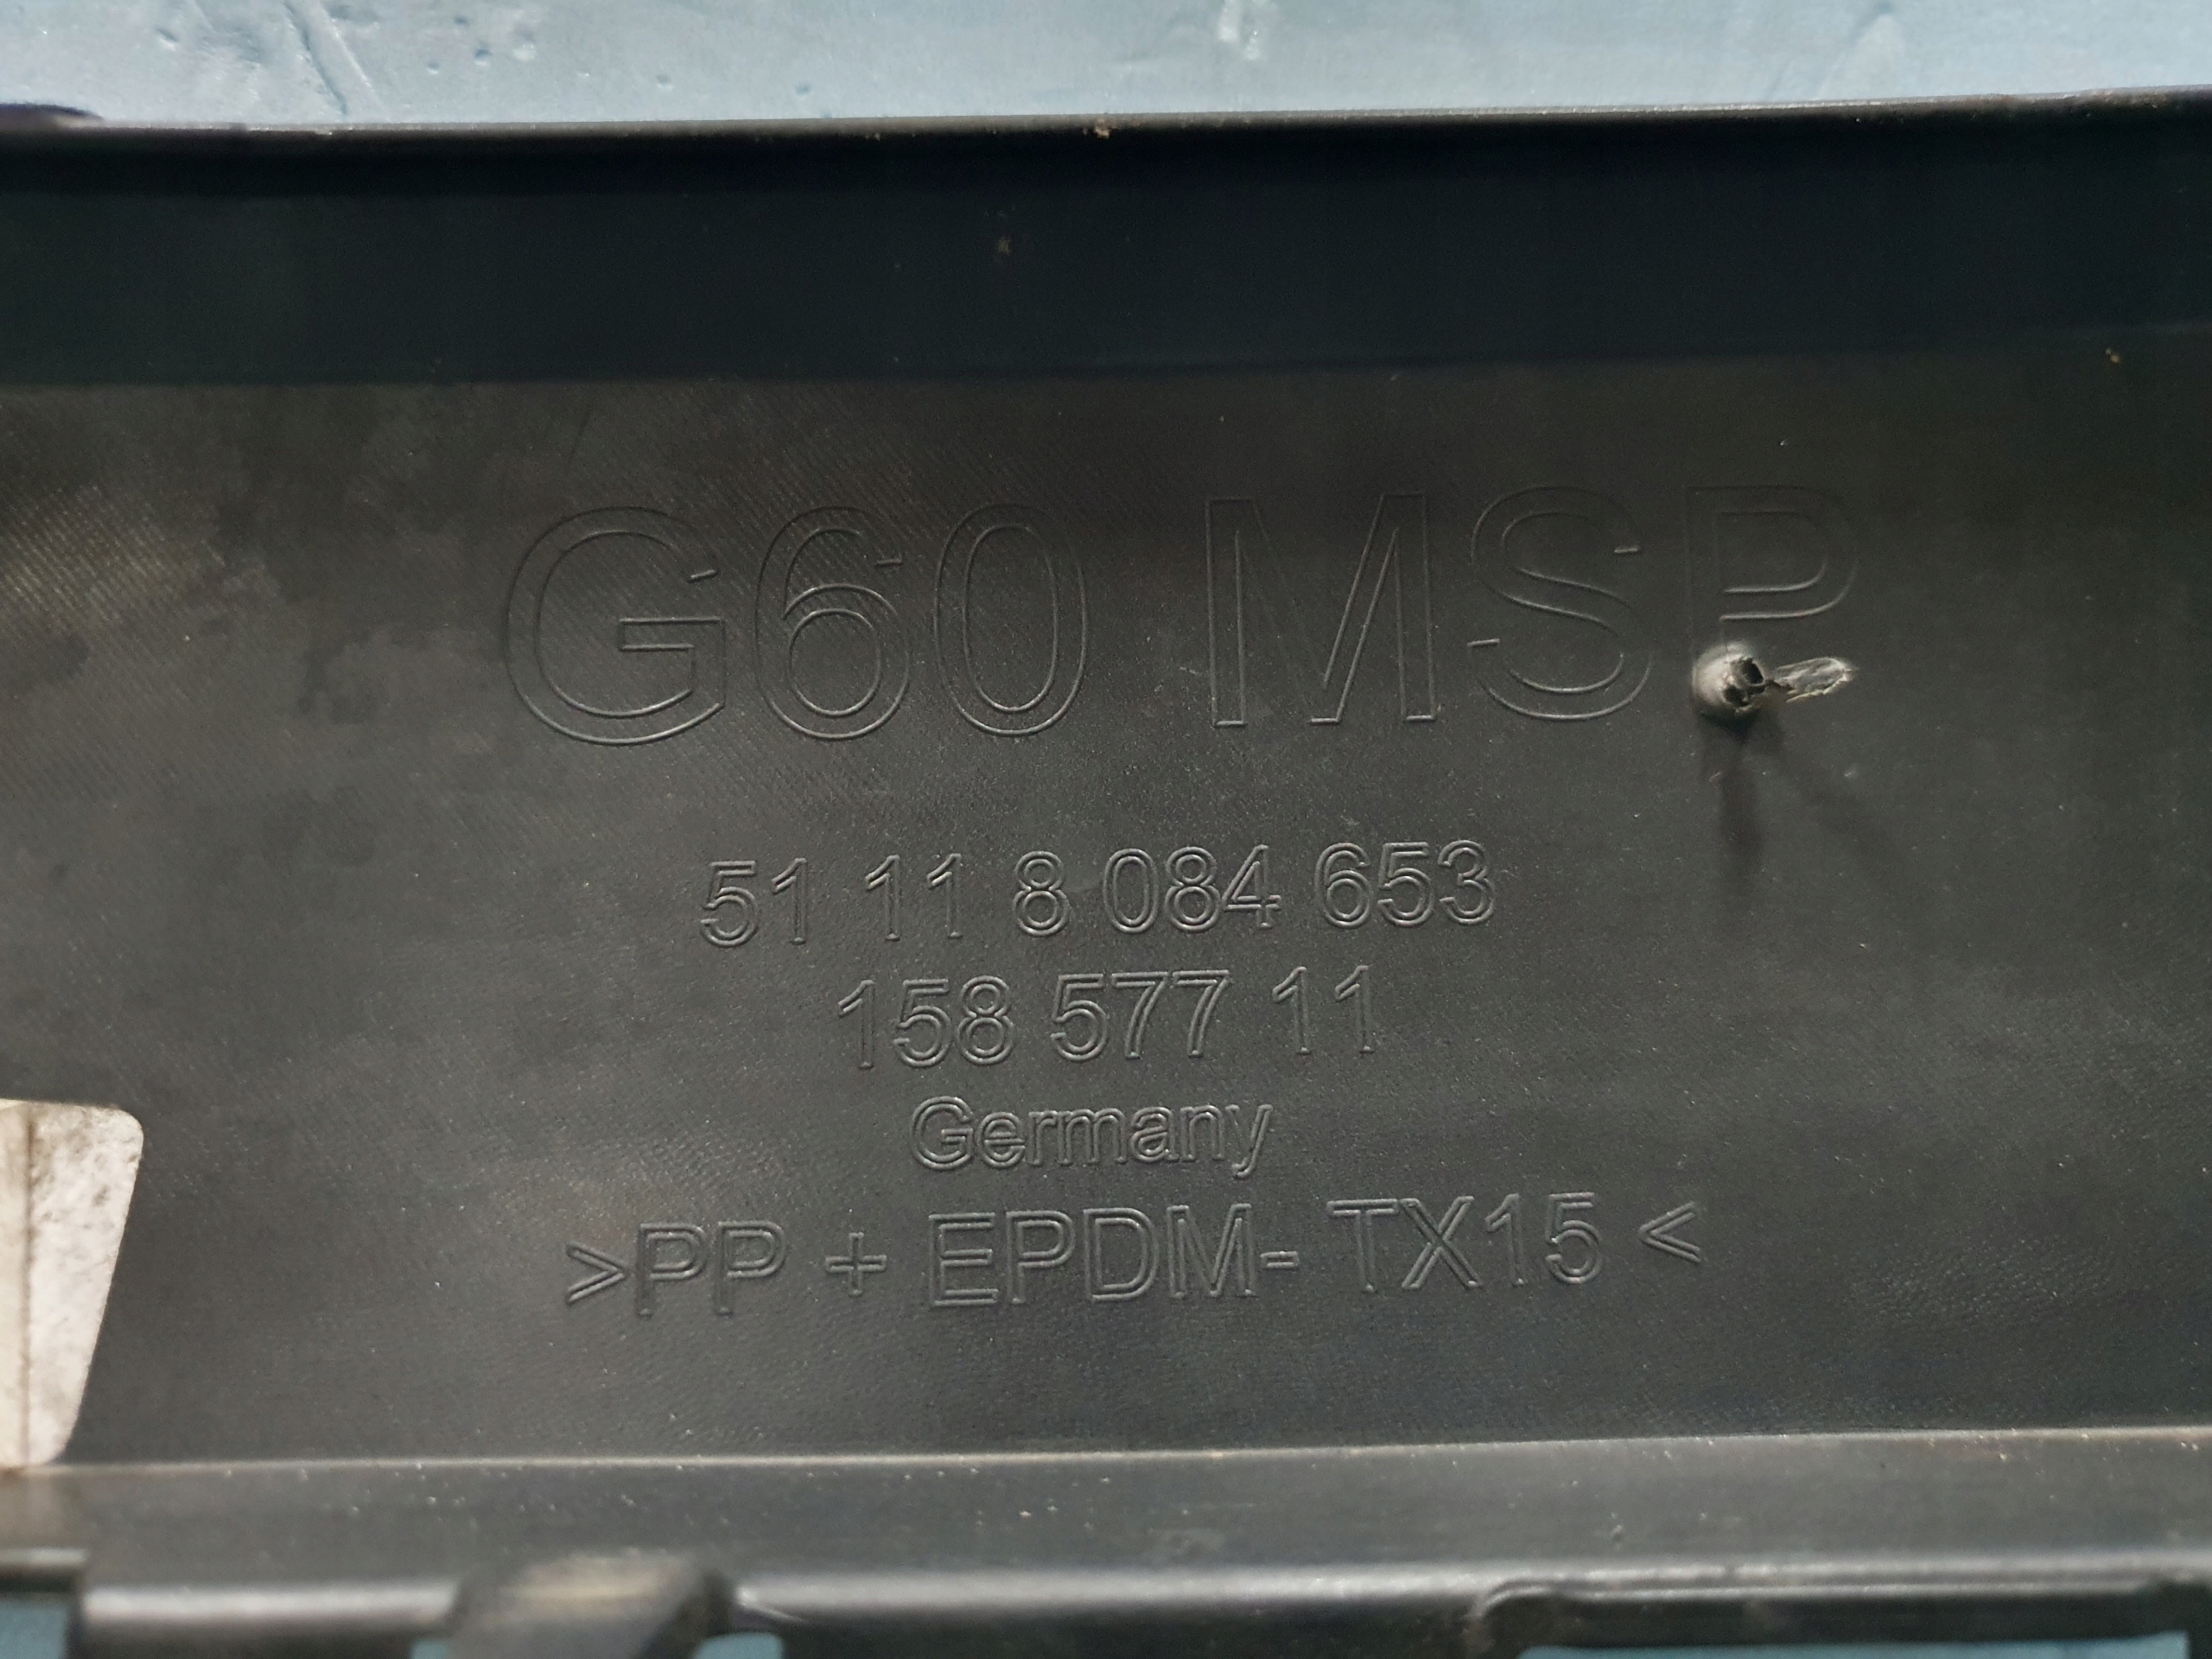 G60 MSP
51 11 8 084 653
158 577 11
Germany
>PP + EPDM- TX15 <